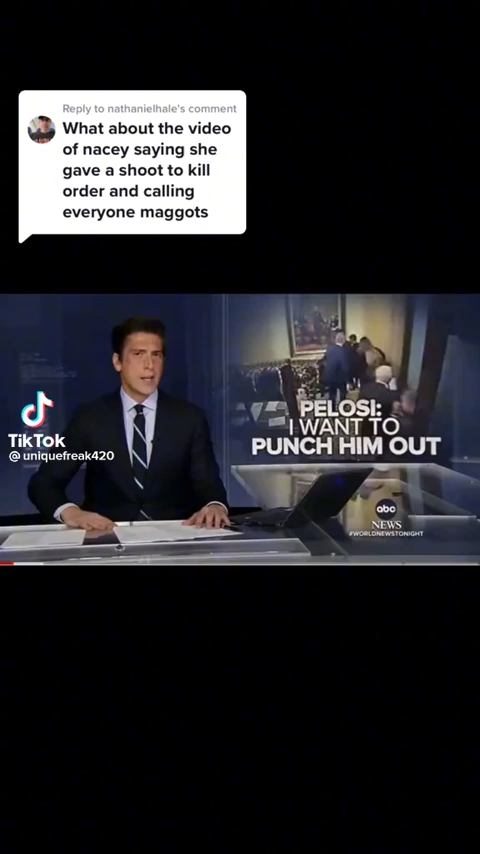 Reply to nathanielhale's comment
What about the video
of nacey saying she
gave a shoot to kill
order and calling
everyone maggots
PELOSI:
I WANT TO
PUNCH HIM OUT
TikTok
@uniquefreak420
abc
NEWS
#WORLDNEWSTONIGHT